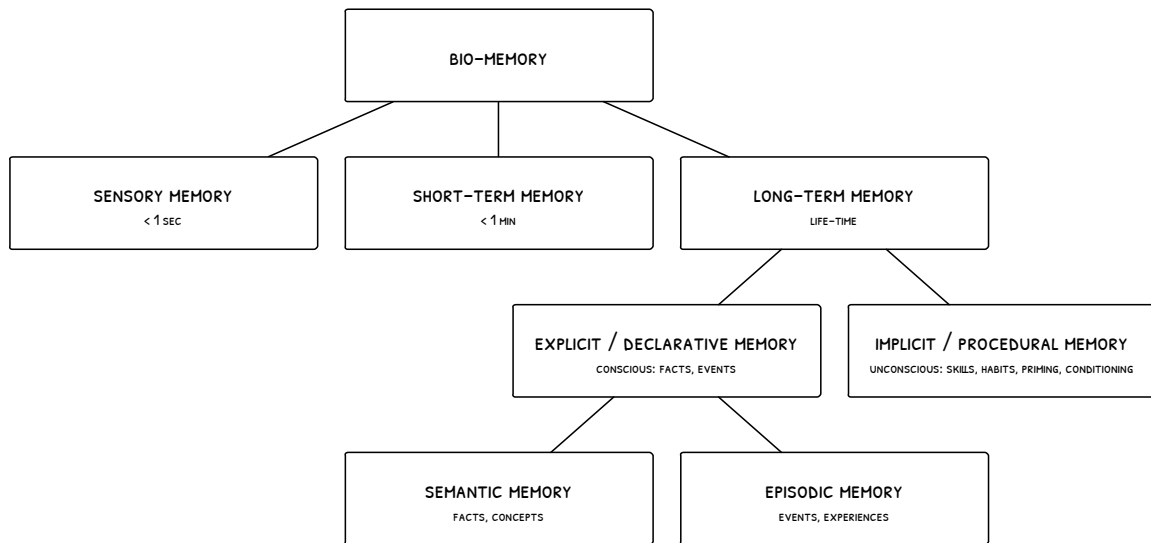 BIO-MEMORY
SENSORY MEMORY
< 1 SEC
SHORT-TERM MEMORY
< 1 MIN
LONG-TERM MEMORY
LIFE-TIME
EXPLICIT / DECLARATIVE MEMORY
CONSCIOUS: FACTS, EVENTS
IMPLICIT / PROCEDURAL MEMORY
UNCONSCIOUS: SKILLS, HABITS, PRIMING, CONDITIONING
SEMANTIC MEMORY
FACTS, CONCEPTS
EPISODIC MEMORY
EVENTS, EXPERIENCES